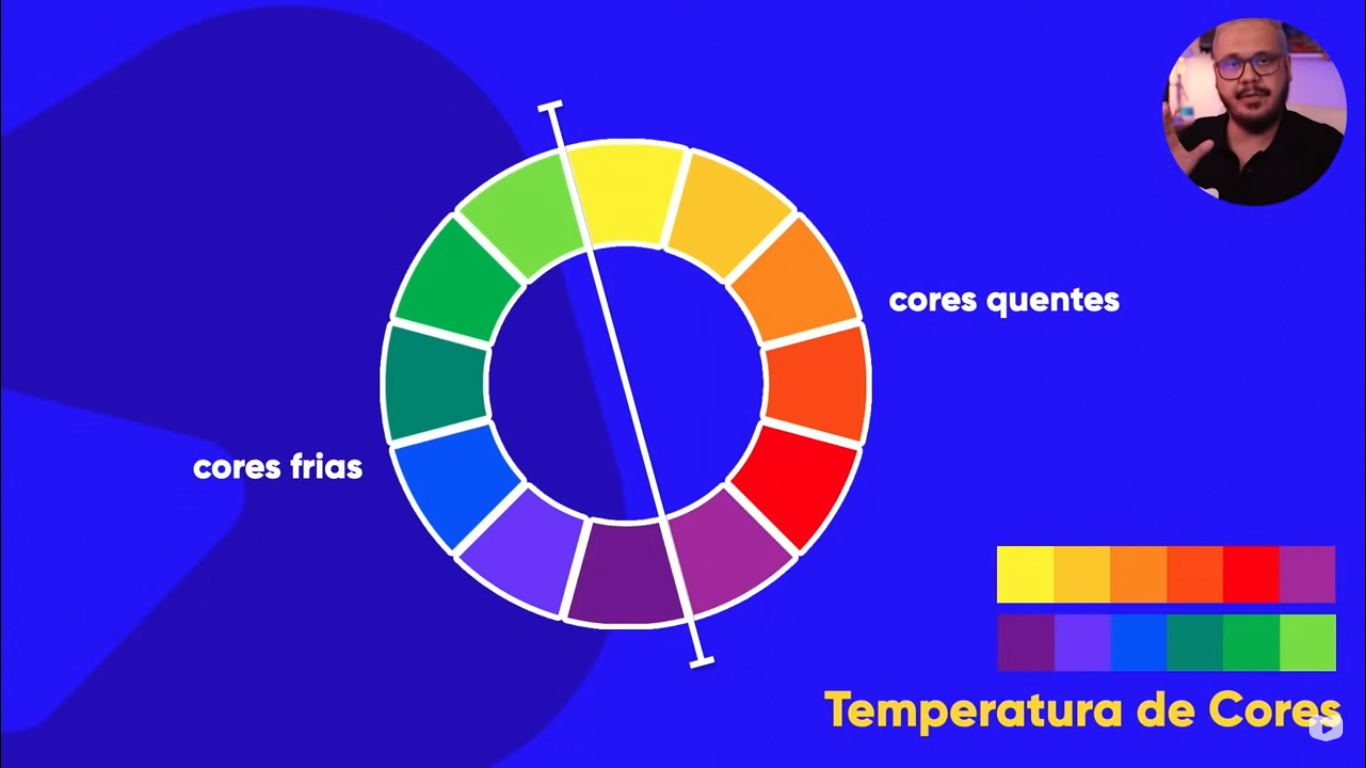 cores quentes
cores frias
Temperatura de Cores